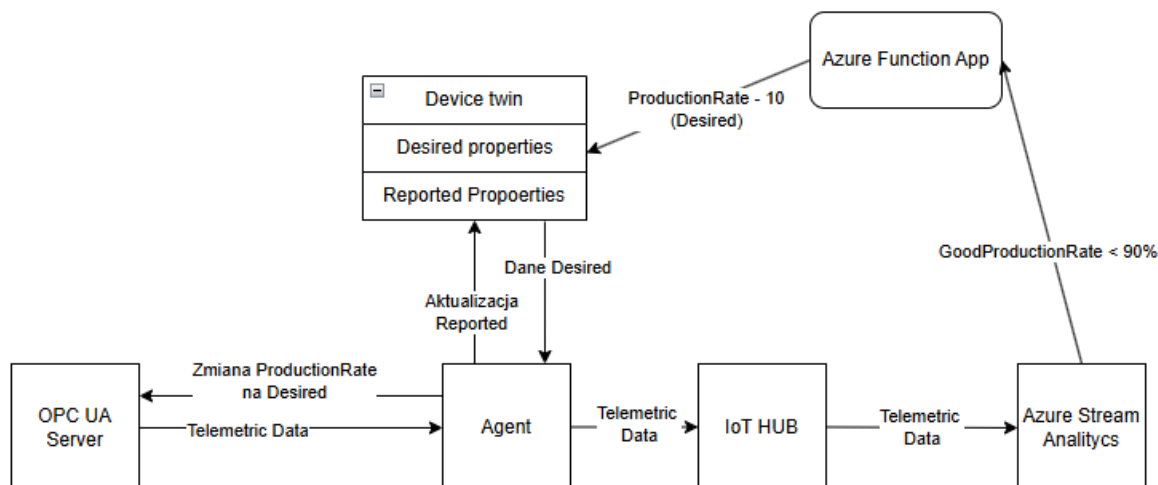 Azure Function App
Device twin
ProductionRate - 10
(Desired)
Desired properties
Reported Propoerties
GoodProductionRate < 90%
Dane Desired
Aktualizacja
Reported
Zmiana ProductionRate
na Desired
OPC UA
Server
Telemetric Data
Agent
Telemetric
Data
IoT HUB
Telemetric
Data
Azure Stream
Analitycs